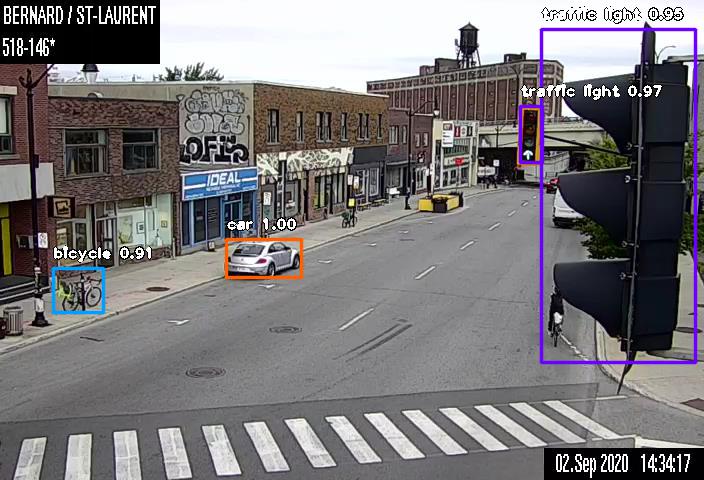 BERNARD / ST-LAURENT
518-146*
traffic light 0.95
traffic light 0.97
IDEAL
car 1.00
bicycle 0.91
02.Sep 2020 14:34:17